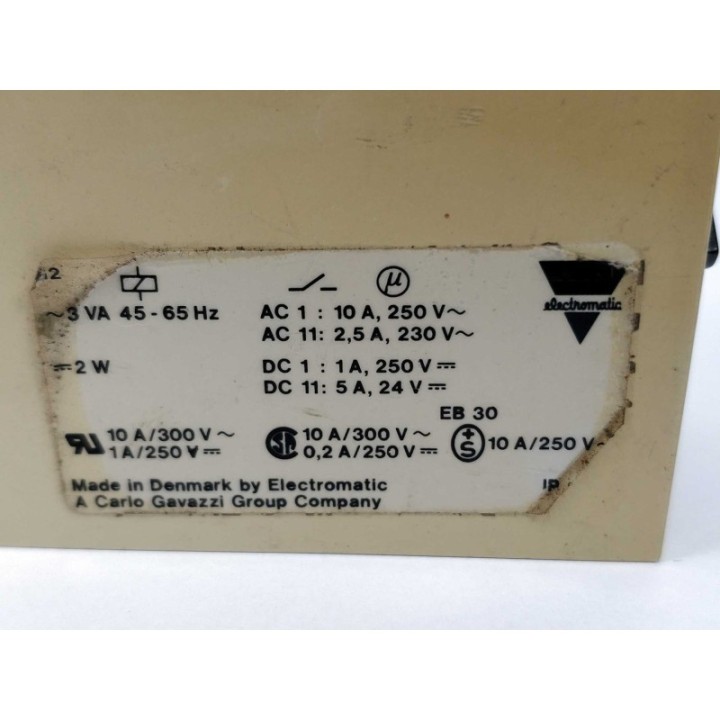 ~3 VA 45-65 Hz
⎓2 W
µ
AC 1 : 10 A, 250 V~
AC 11: 2,5 A, 230 V~
DC 1 : 1 A, 250 V⎓
DC 11: 5 A, 24 V⎓
electromatic
EB 30
10 A/300 V~
1 A/250 V⎓
10 A/300 V~
0,2 A/250 V⎓
+
S
10 A/250 V~
Made in Denmark by Electromatic
A Carlo Gavazzi Group Company
IP